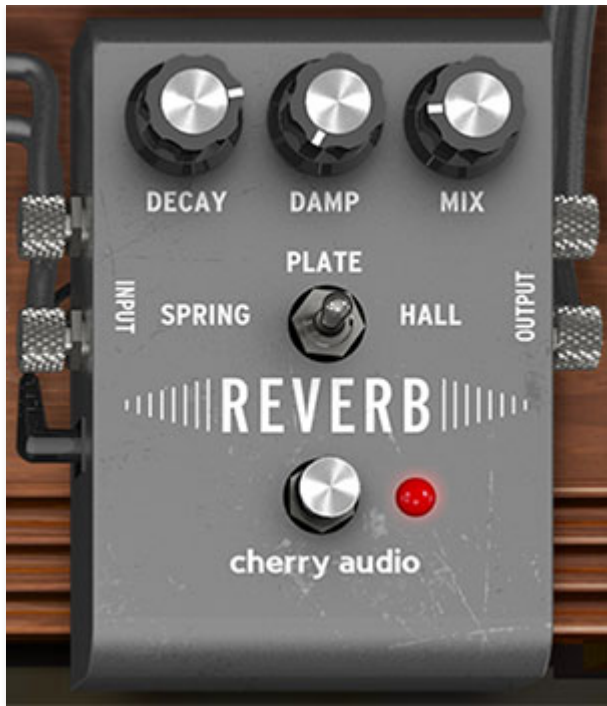 DECAY DAMP MIX
PLATE
SPRING HALL
INPUT
OUTPUT
REVERB
cherry audio